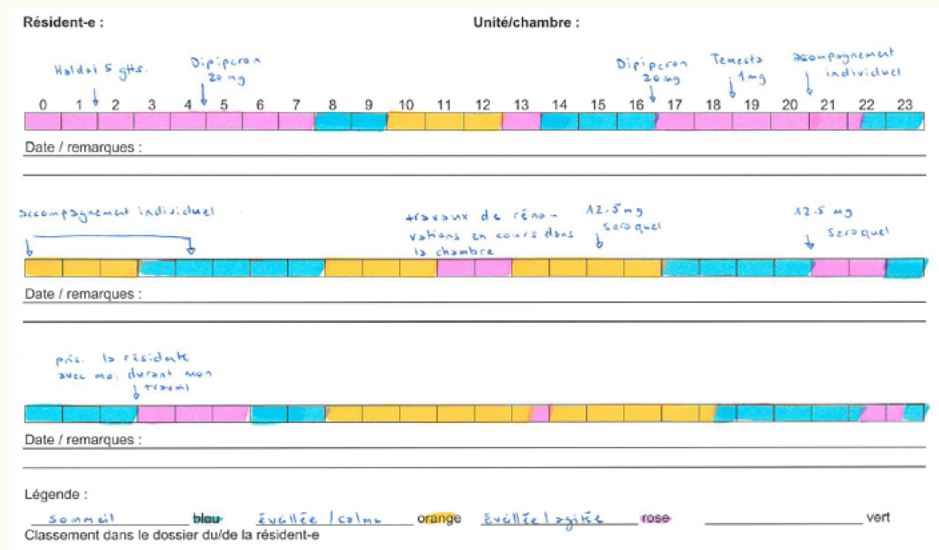 Résident-e : Unité/chambre :
Haldol 5 gtts. Dipiperon 20 mg Dipiperon 20 mg Temesta 1 mg accompagnement individuel
0 1 2 3 4 5 6 7 8 9 10 11 12 13 14 15 16 17 18 19 20 21 22 23
Date / remarques :
accompagnement individuel
travaux de réno-
vations en cours dans
la chambre
12.5 mg
Seroquel
12.5 mg
Seroquel
Date / remarques :
pris la résidente
avec moi durant mon
travail
Date / remarques :
Légende :
sommeil bleu éveillée / calme orange éveillée / agitée rose vert
Classement dans le dossier du/de la résident-e